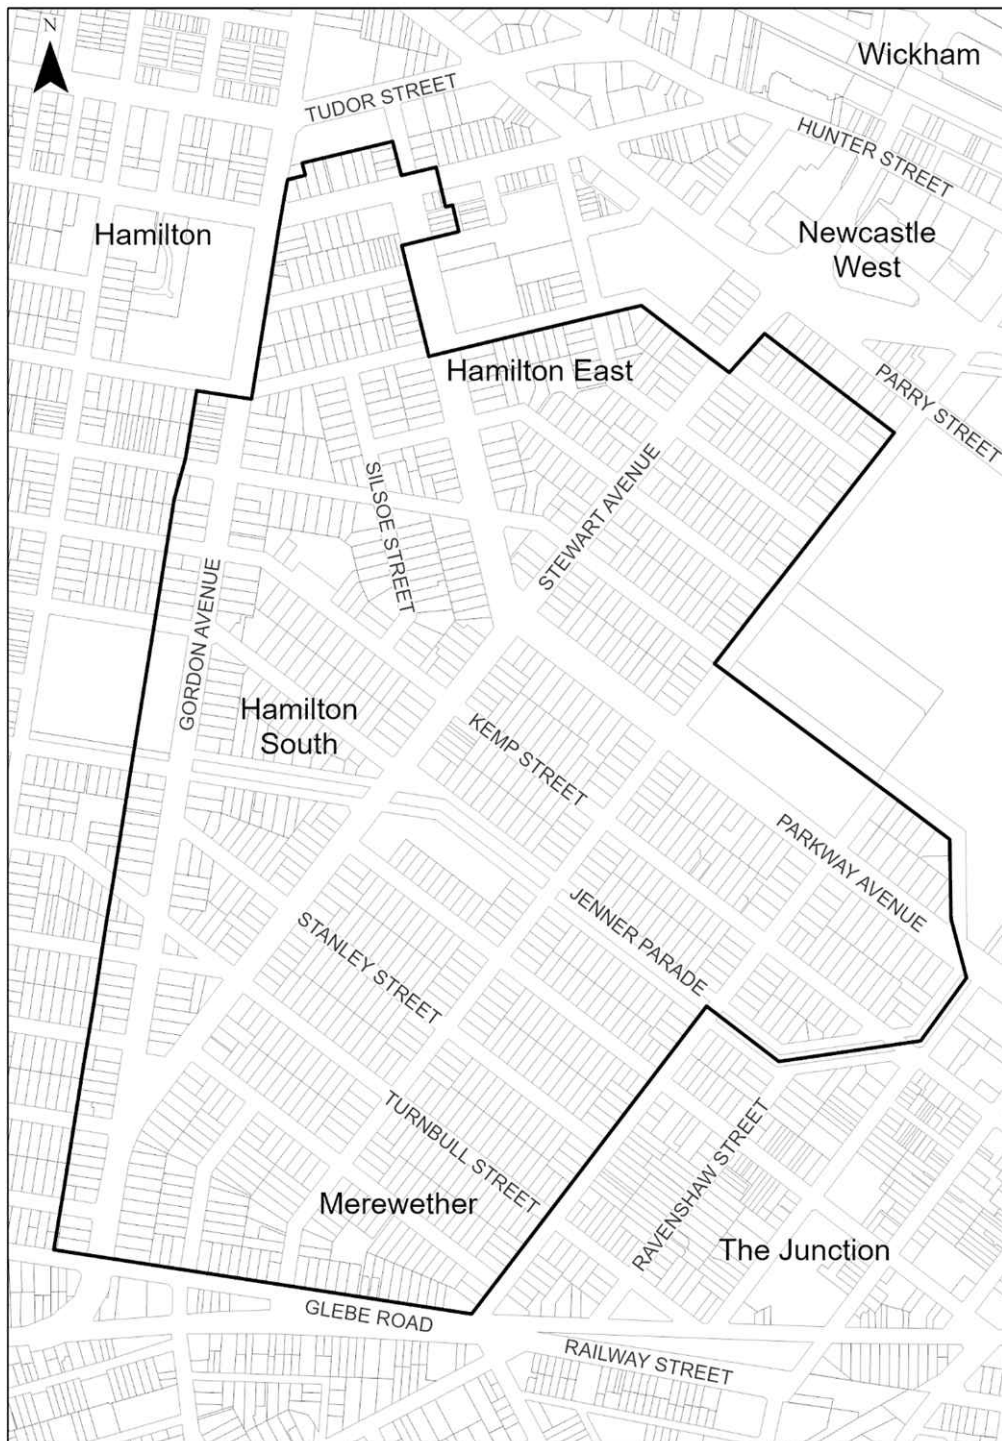 N
Wickham
TUDOR STREET
HUNTER STREET
Hamilton
Newcastle
West
Hamilton East
PARRY STREET
SILSOE STREET
STEWART AVENUE
GORDON AVENUE
Hamilton
South
KEMP STREET
PARKWAY AVENUE
JENNER PARADE
STANLEY STREET
TURNBULL STREET
RAVENSHAW STREET
Merewether
The Junction
GLEBE ROAD
RAILWAY STREET